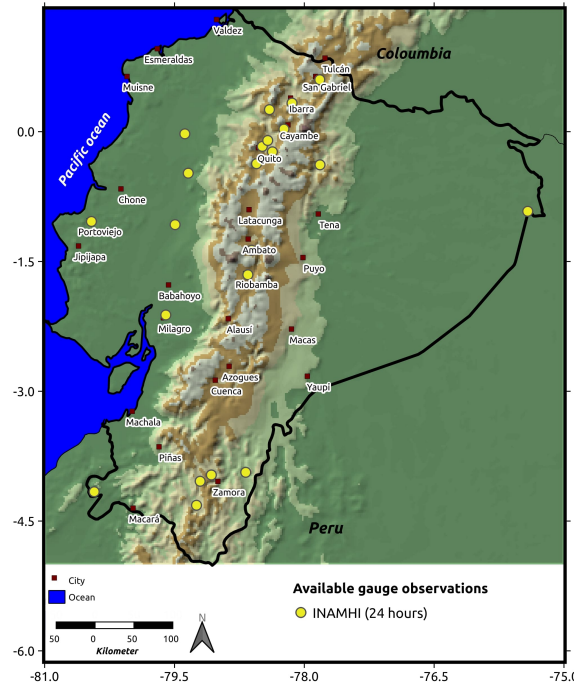 Valdez
Esmeraldas
Coloumbia
Tulcán
Muisne
San Gabriel
Ibarra
0.0
Pacific ocean
Cayambe
Quito
Chone
Latacunga
Tena
Portoviejo
Jipijapa
Ambato
-1.5
Puyo
Riobamba
Babahoyo
Milagro
Alausí
Macas
Azogues
-3.0
Cuenca
Yaupí
Machala
Piñas
Zamora
Macará
-4.5
Peru
City
Ocean
Available gauge observations
INAMHI (24 hours)
50 0 50 100
Kilometer
N
-6.0
-81.0 -79.5 -78.0 -76.5 -75.0